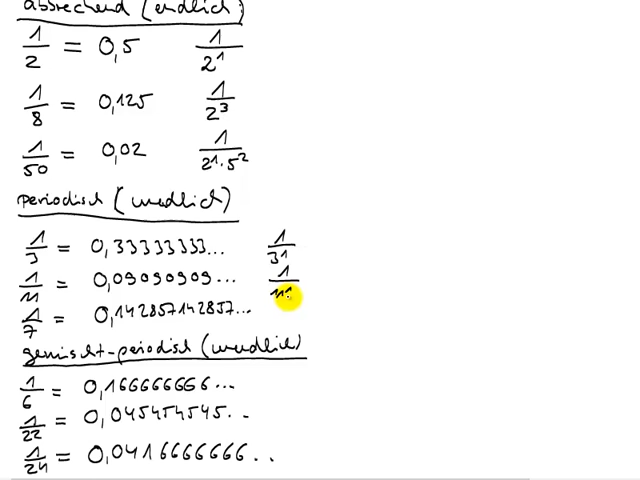 abbrechend (endlich)
1/2 = 0,5 1/2^1
1/8 = 0,125 1/2^3
1/50 = 0,02 1/2^1·5^2
periodisch (unendlich)
1/3 = 0,33333333... 1/3^1
1/11 = 0,09090909... 1/11^1
1/7 = 0,142857142857...
gemischt-periodisch (unendlich)
1/6 = 0,166666666...
1/22 = 0,045454545...
1/24 = 0,0416666666...